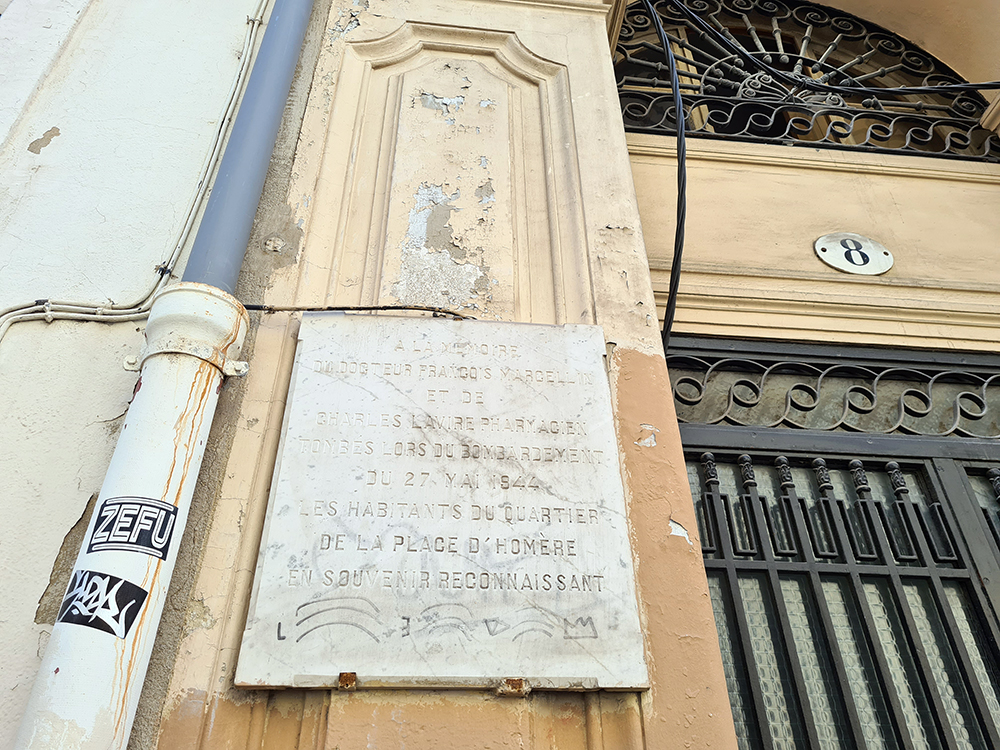 8
A LA MEMOIRE
DU DOCTEUR FRANÇOIS MARCELLIN
ET DE
CHARLES LAVIRE PHARMACIEN
TOMBES LORS DU BOMBARDEMENT
DU 27 MAI 1944
LES HABITANTS DU QUARTIER
DE LA PLACE D'HOMÈRE
EN SOUVENIR RECONNAISSANT
ZEFU